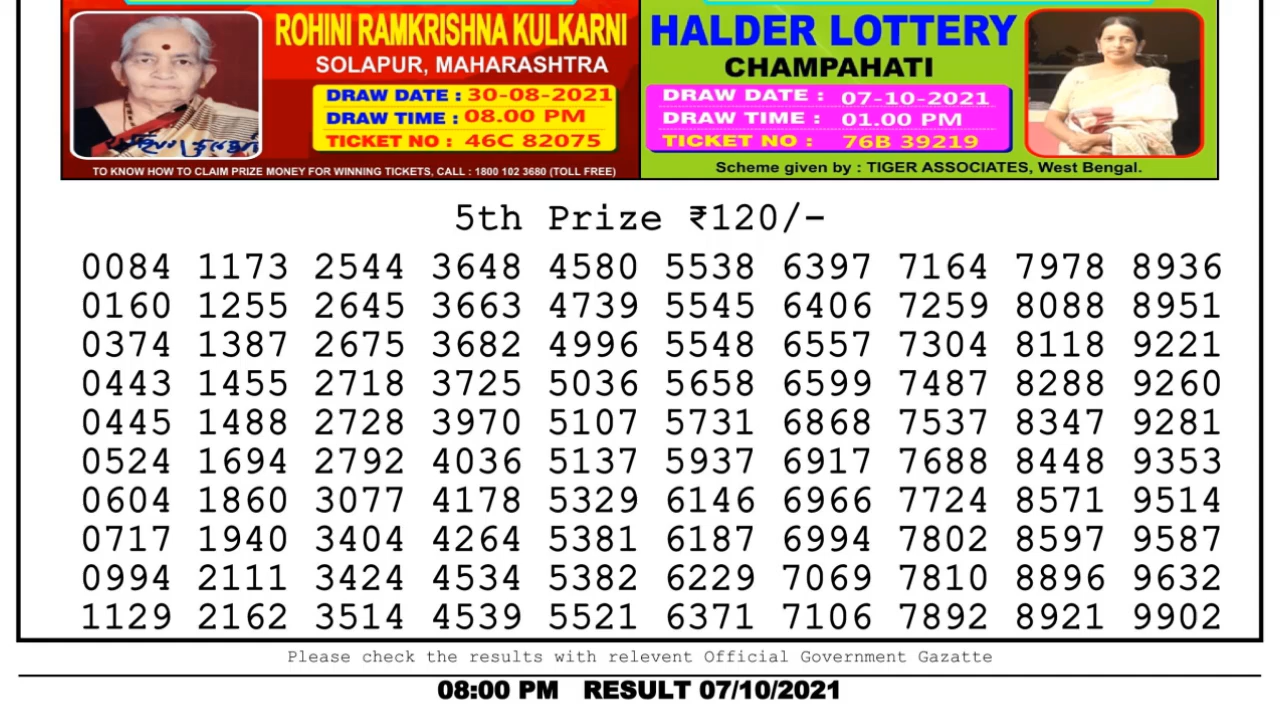 ROHINI RAMKRISHNA KULKARNI
SOLAPUR, MAHARASHTRA
DRAW DATE : 30-08-2021
DRAW TIME : 08.00 PM
TICKET NO : 46C 82075
TO KNOW HOW TO CLAIM PRIZE MONEY FOR WINNING TICKETS, CALL : 1800 102 3680 (TOLL FREE)
HALDER LOTTERY
CHAMPAHATI
DRAW DATE : 07-10-2021
DRAW TIME : 01.00 PM
TICKET NO : 76B 39219
Scheme given by : TIGER ASSOCIATES, West Bengal.
5th Prize ₹120/-
0084 1173 2544 3648 4580 5538 6397 7164 7978 8936
0160 1255 2645 3663 4739 5545 6406 7259 8088 8951
0374 1387 2675 3682 4996 5548 6557 7304 8118 9221
0443 1455 2718 3725 5036 5658 6599 7487 8288 9260
0445 1488 2728 3970 5107 5731 6868 7537 8347 9281
0524 1694 2792 4036 5137 5937 6917 7688 8448 9353
0604 1860 3077 4178 5329 6146 6966 7724 8571 9514
0717 1940 3404 4264 5381 6187 6994 7802 8597 9587
0994 2111 3424 4534 5382 6229 7069 7810 8896 9632
1129 2162 3514 4539 5521 6371 7106 7892 8921 9902
Please check the results with relevent Official Government Gazatte
08:00 PM RESULT 07/10/2021